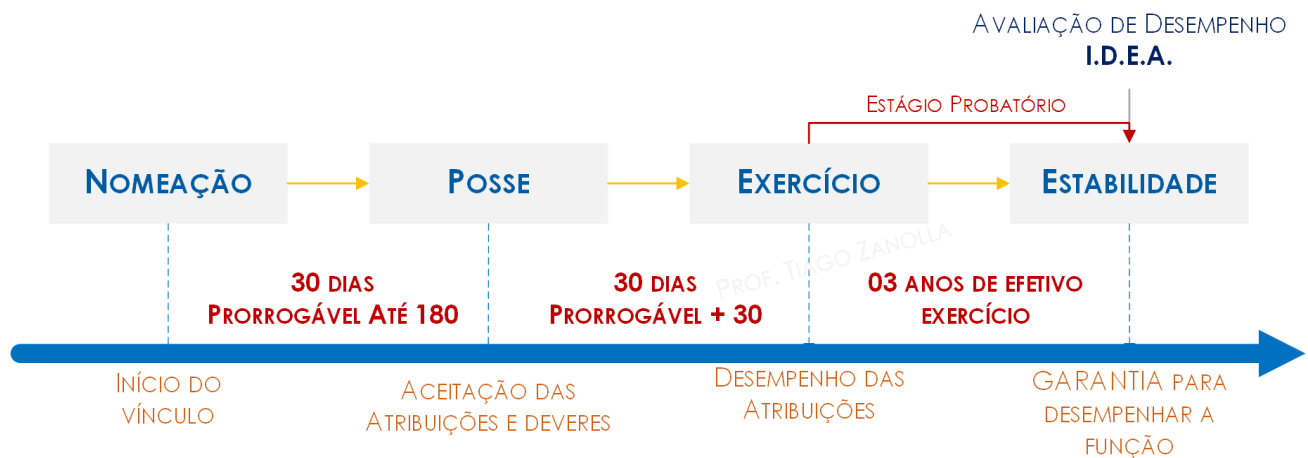 Avaliação de Desempenho
I.D.E.A.
Estágio Probatório
Nomeação
Posse
Exercício
Estabilidade
Prof. Tiago Zanolla
30 dias
Prorrogável Até 180
30 dias
Prorrogável + 30
03 anos de efetivo
exercício
Início do
vínculo
Aceitação das
Atribuições e deveres
Desempenho das
Atribuições
GARANTIA para
desempenhar a
função